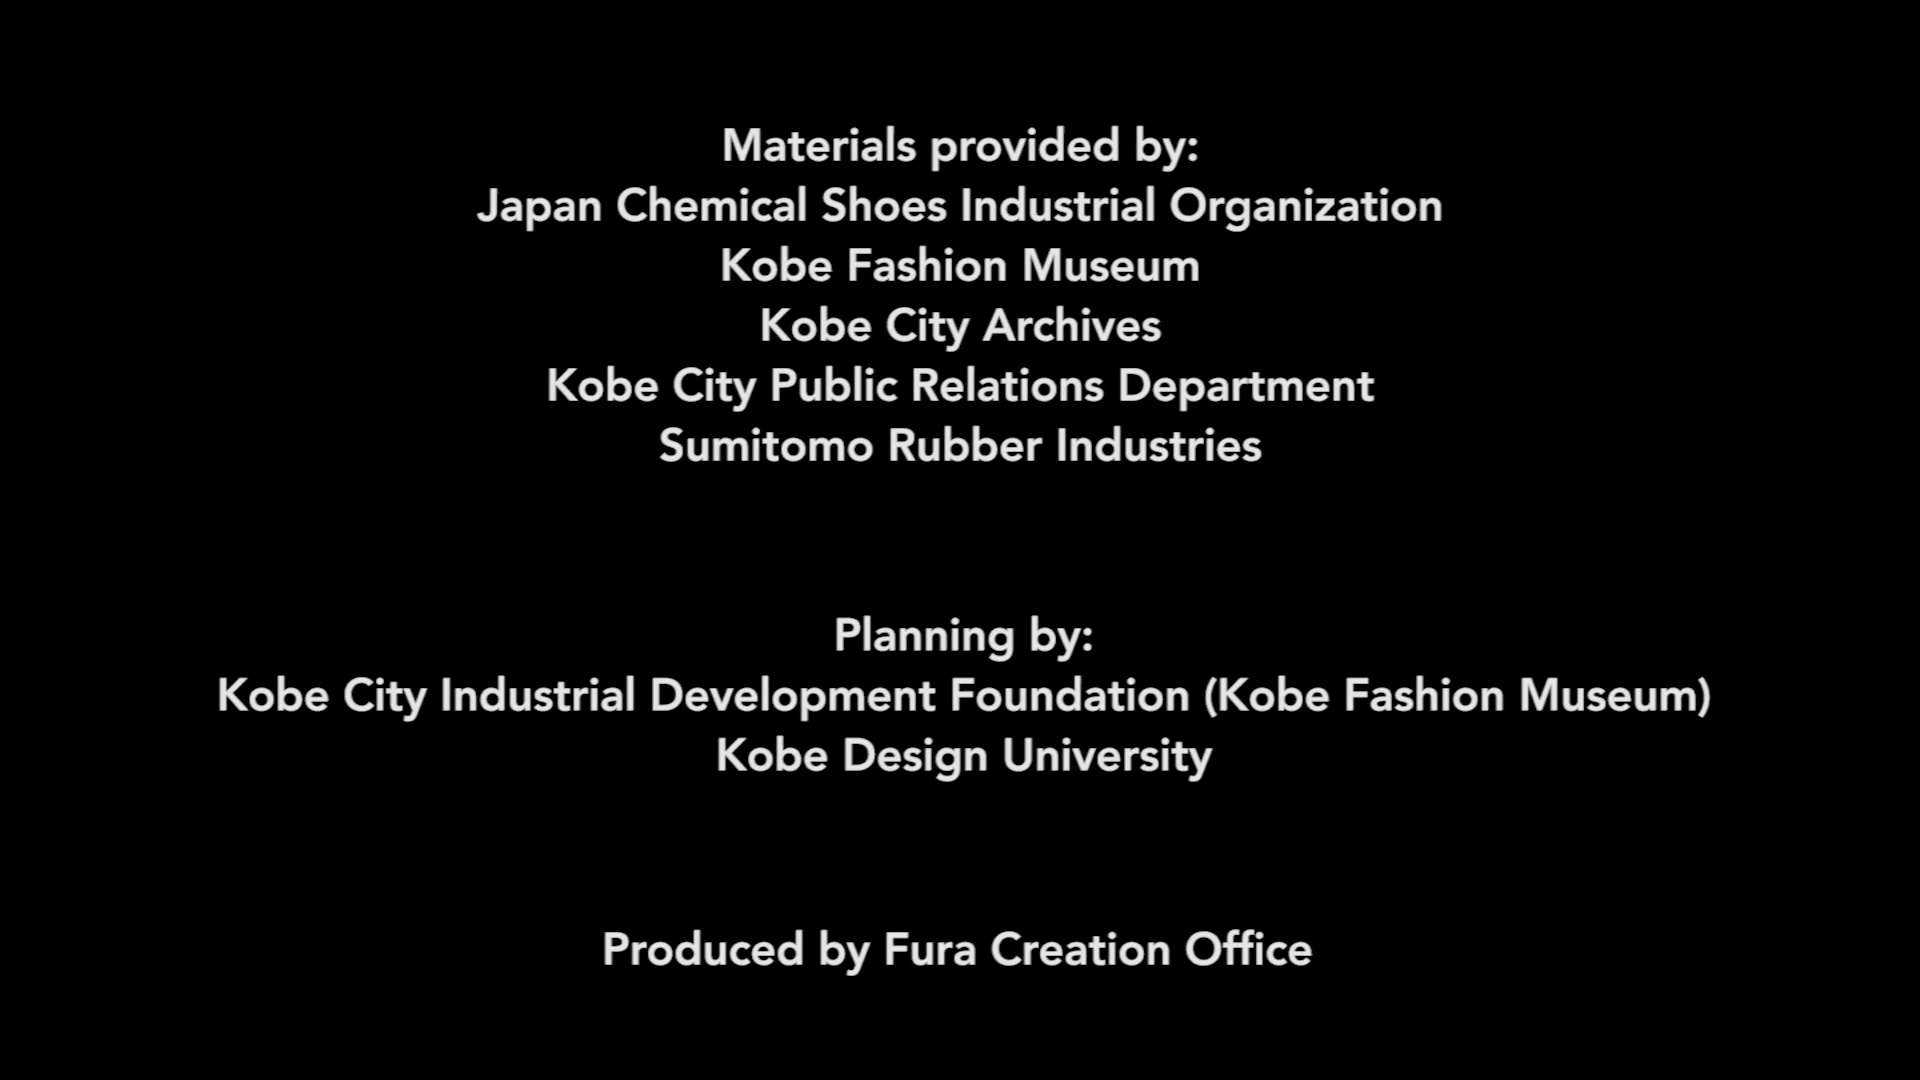 Materials provided by:
Japan Chemical Shoes Industrial Organization
Kobe Fashion Museum
Kobe City Archives
Kobe City Public Relations Department
Sumitomo Rubber Industries
Planning by:
Kobe City Industrial Development Foundation (Kobe Fashion Museum)
Kobe Design University
Produced by Fura Creation Office